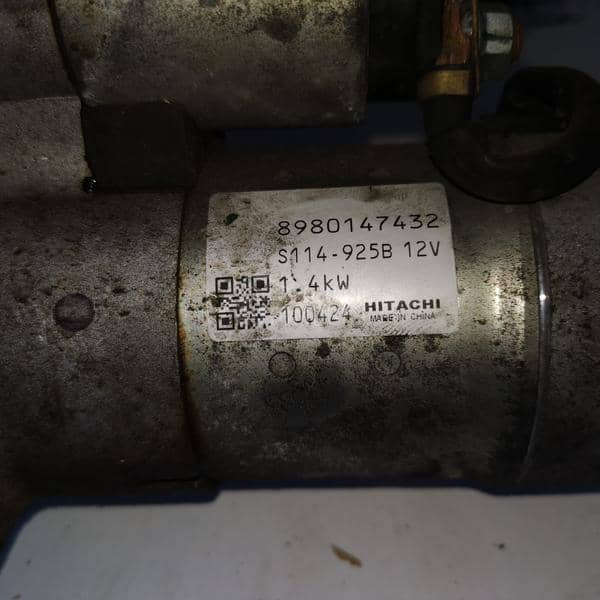 8980147432
S114-925B 12V
1.4kW
100424 HITACHI
MADE IN CHINA